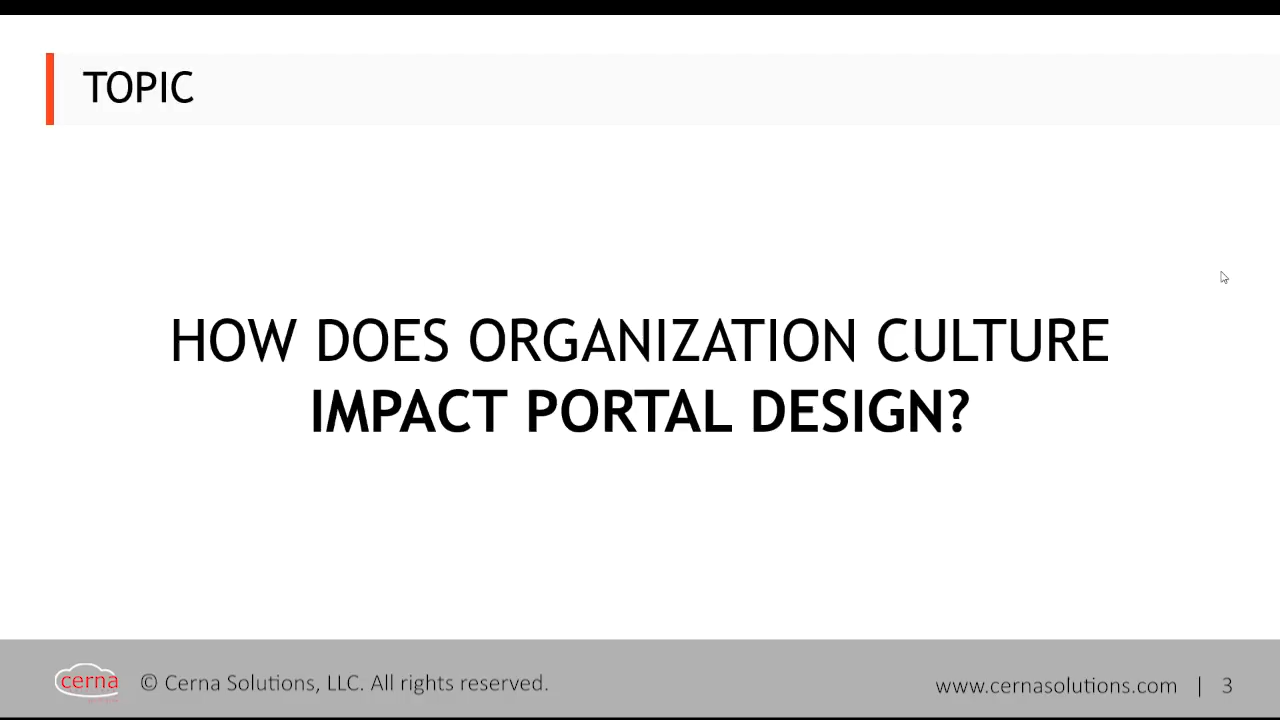 TOPIC
HOW DOES ORGANIZATION CULTURE
IMPACT PORTAL DESIGN?
cerna
© Cerna Solutions, LLC. All rights reserved.
www.cernasolutions.com | 3